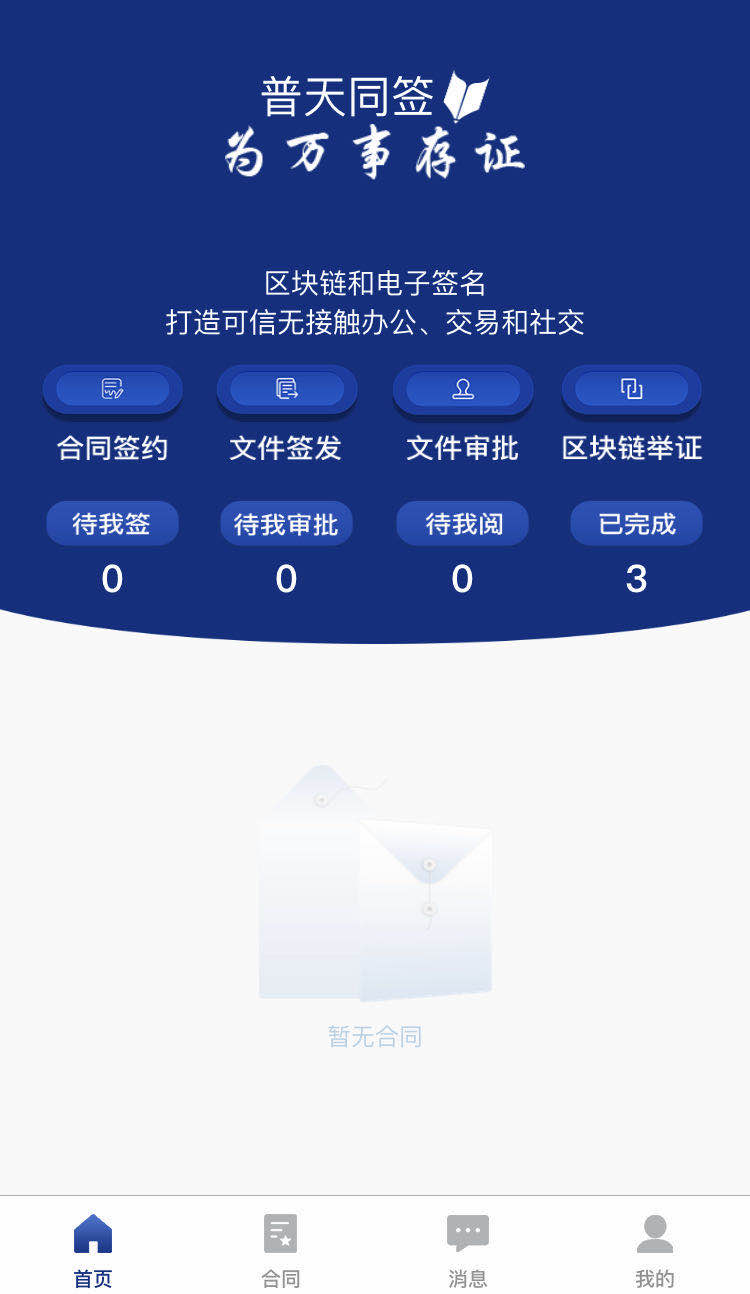 普天同签
为万事存证
区块链和电子签名
打造可信无接触办公、交易和社交
合同签约 文件签发 文件审批 区块链举证
待我签 待我审批 待我阅 已完成
0 0 0 3
暂无合同
首页 合同 消息 我的